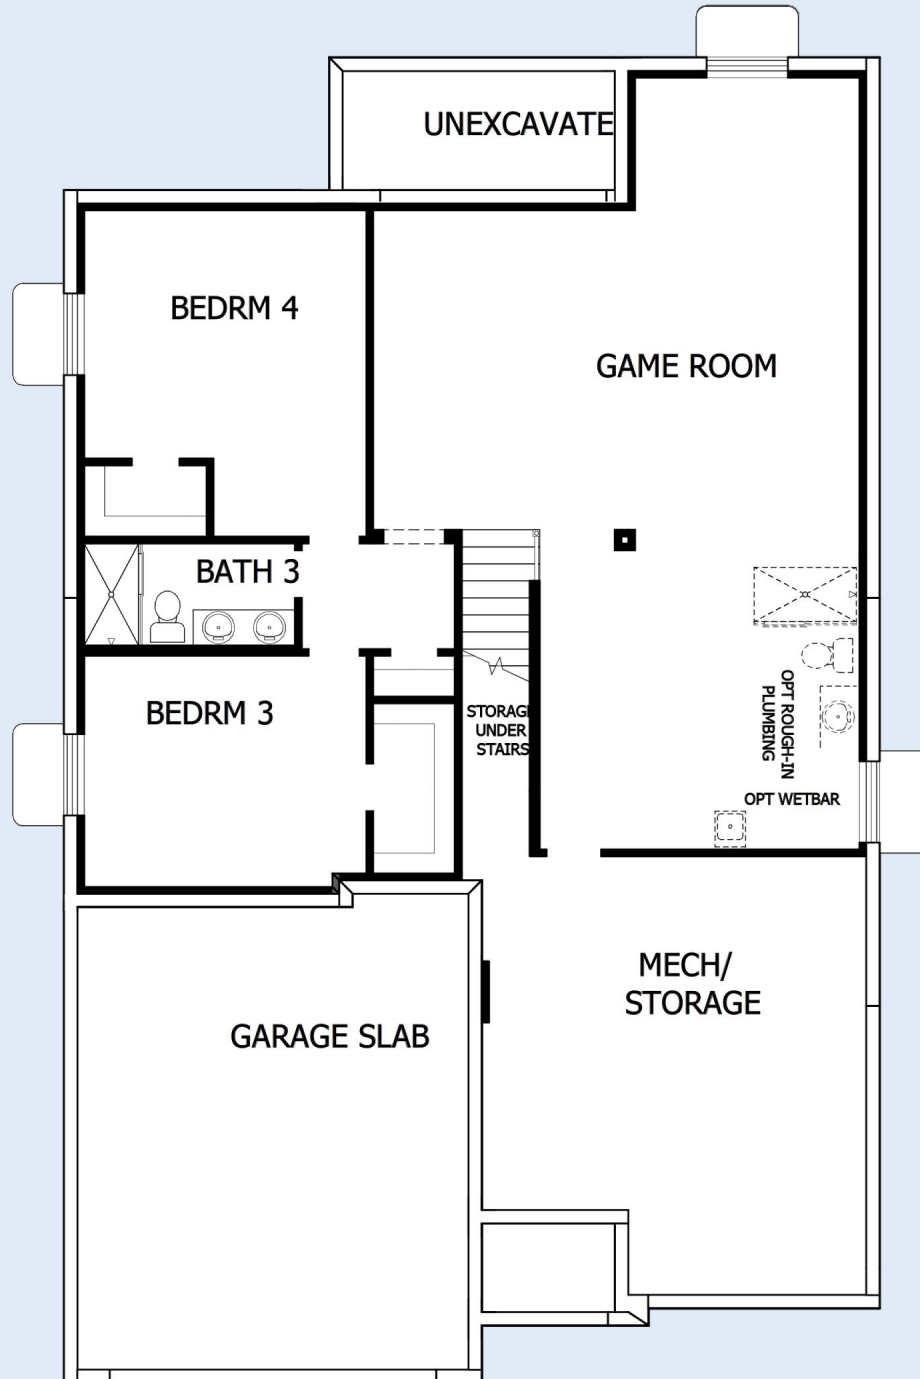 UNEXCAVATE
BEDRM 4
GAME ROOM
BATH 3
BEDRM 3
STORAGE
UNDER
STAIRS
OPT ROUGH-IN
PLUMBING
OPT WETBAR
MECH/
STORAGE
GARAGE SLAB